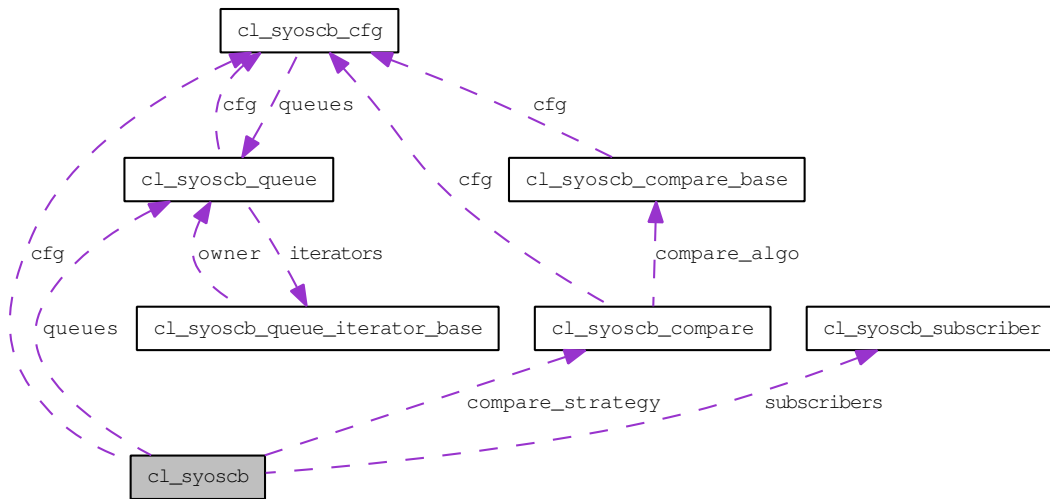 cl_syoscb_cfg
cfg queues cfg
cl_syoscb_queue cfg cl_syoscb_compare_base
cfg owner iterators compare_algo
queues cl_syoscb_queue_iterator_base cl_syoscb_compare cl_syoscb_subscriber
compare_strategy subscribers
cl_syoscb